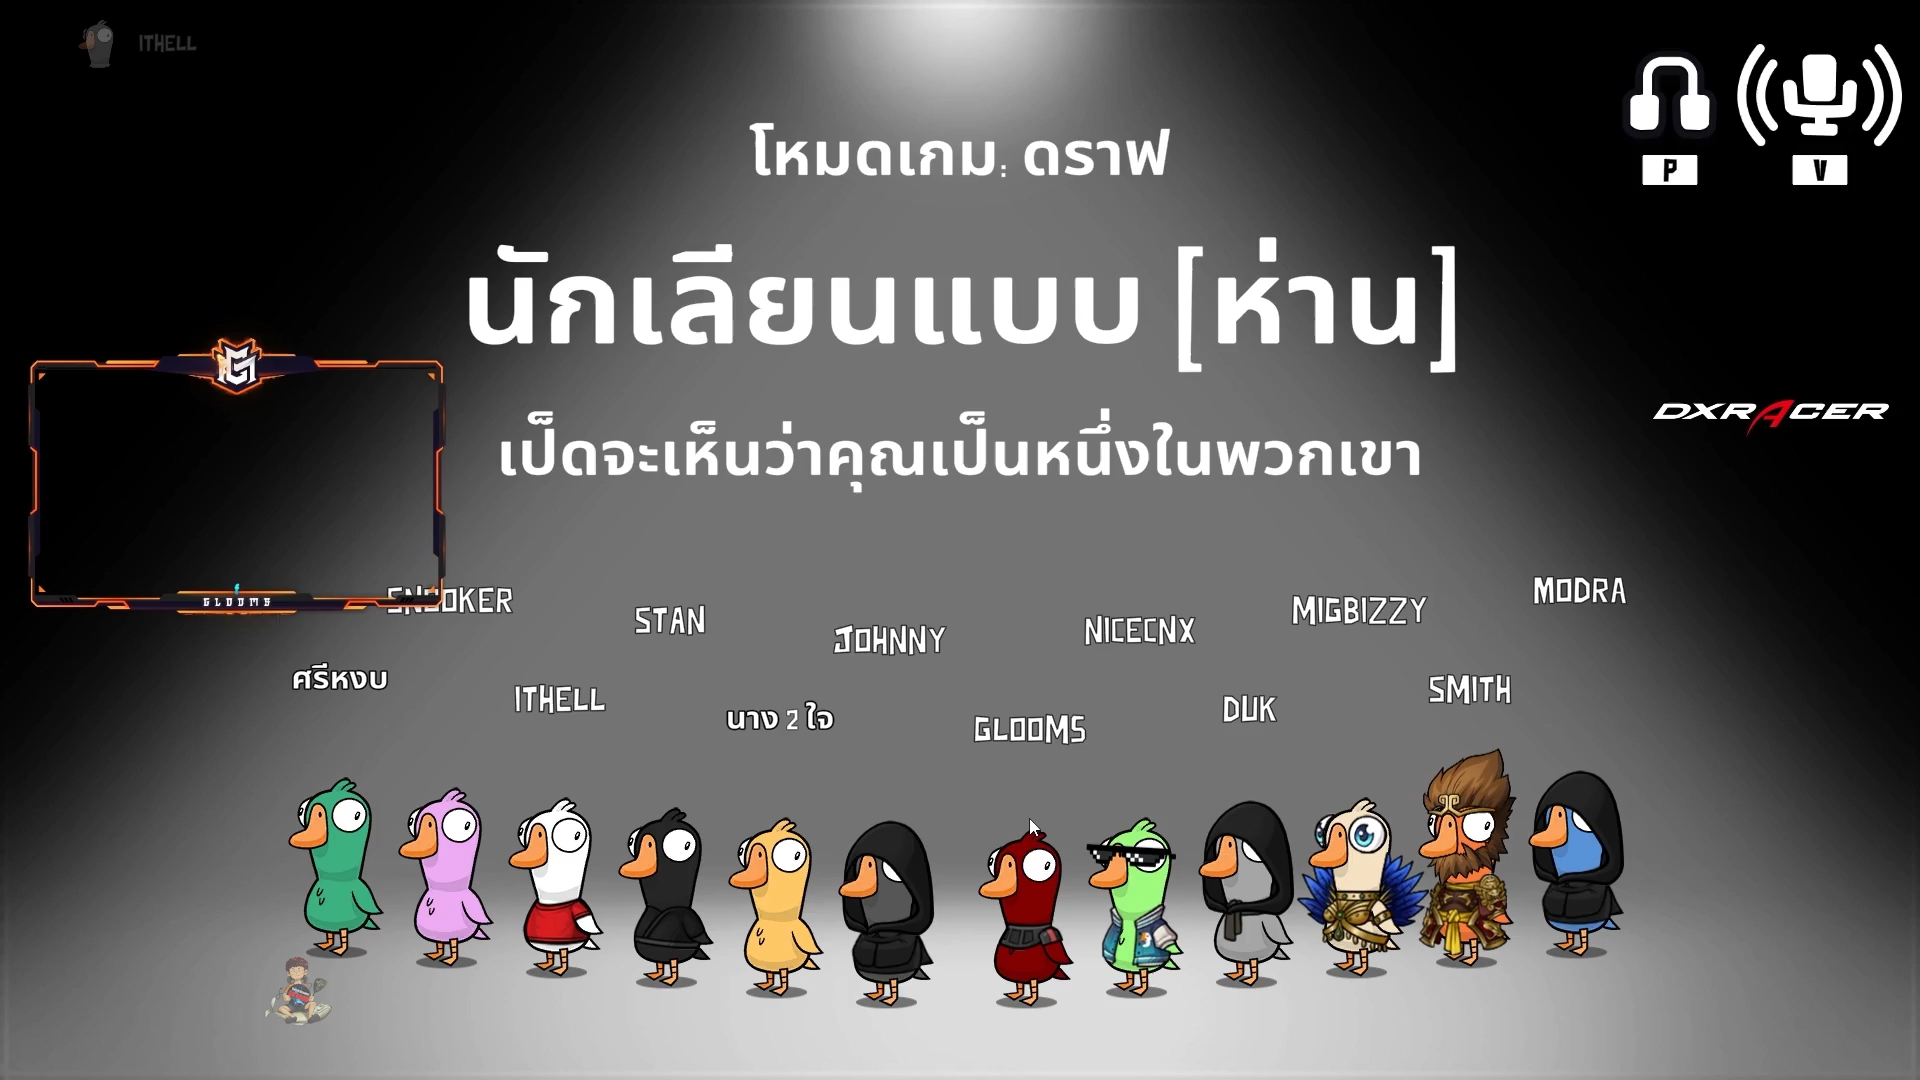 ITHELL
โหมดเกม: ดราฟ
P V
นักเลียนแบบ [ห่าน]
DXRACER
เป็ดจะเห็นว่าคุณเป็นหนึ่งในพวกเขา
GLOOMS
SNOOKER
STAN
JOHNNY
NICECNX
MIGBIZZY
MODRA
ศรีหงบ
ITHELL
นาง 2 ใจ
GLOOMS
DUK
SMITH